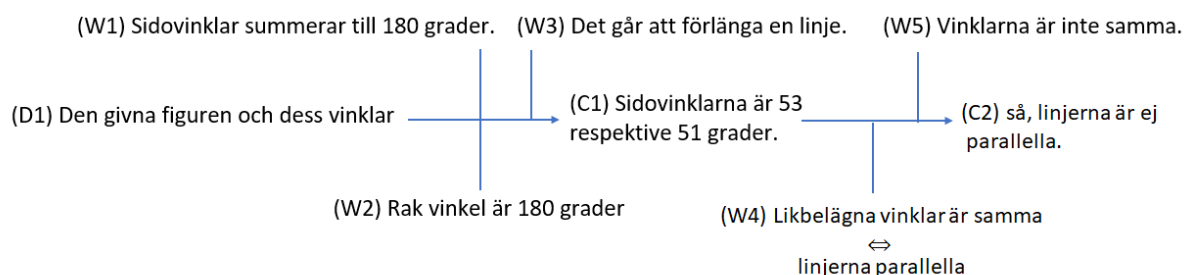 (W1) Sidovinklar summerar till 180 grader.
(W3) Det går att förlänga en linje.
(W5) Vinklarna är inte samma.
(D1) Den givna figuren och dess vinklar
(C1) Sidovinklarna är 53
respektive 51 grader.
(C2) så, linjerna är ej
parallella.
(W2) Rak vinkel är 180 grader
(W4) Likbelägna vinklar är samma
⇔
linjerna parallella